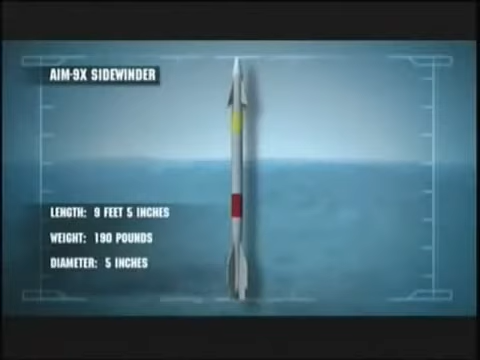 AIM-9X SIDEWINDER
LENGTH: 9 FEET 5 INCHES
WEIGHT: 190 POUNDS
DIAMETER: 5 INCHES